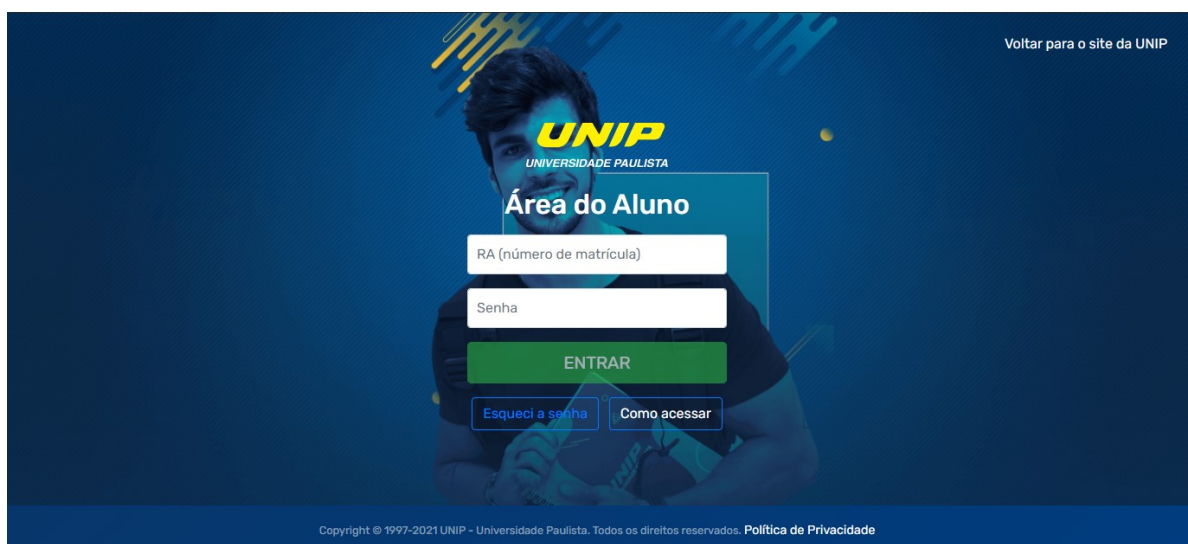 Voltar para o site da UNIP
UNIP
UNIVERSIDADE PAULISTA
Área do Aluno
RA (número de matrícula)
Senha
ENTRAR
Esqueci a senha Como acessar
UNIP
Copyright © 1997-2021 UNIP - Universidade Paulista. Todos os direitos reservados. Política de Privacidade